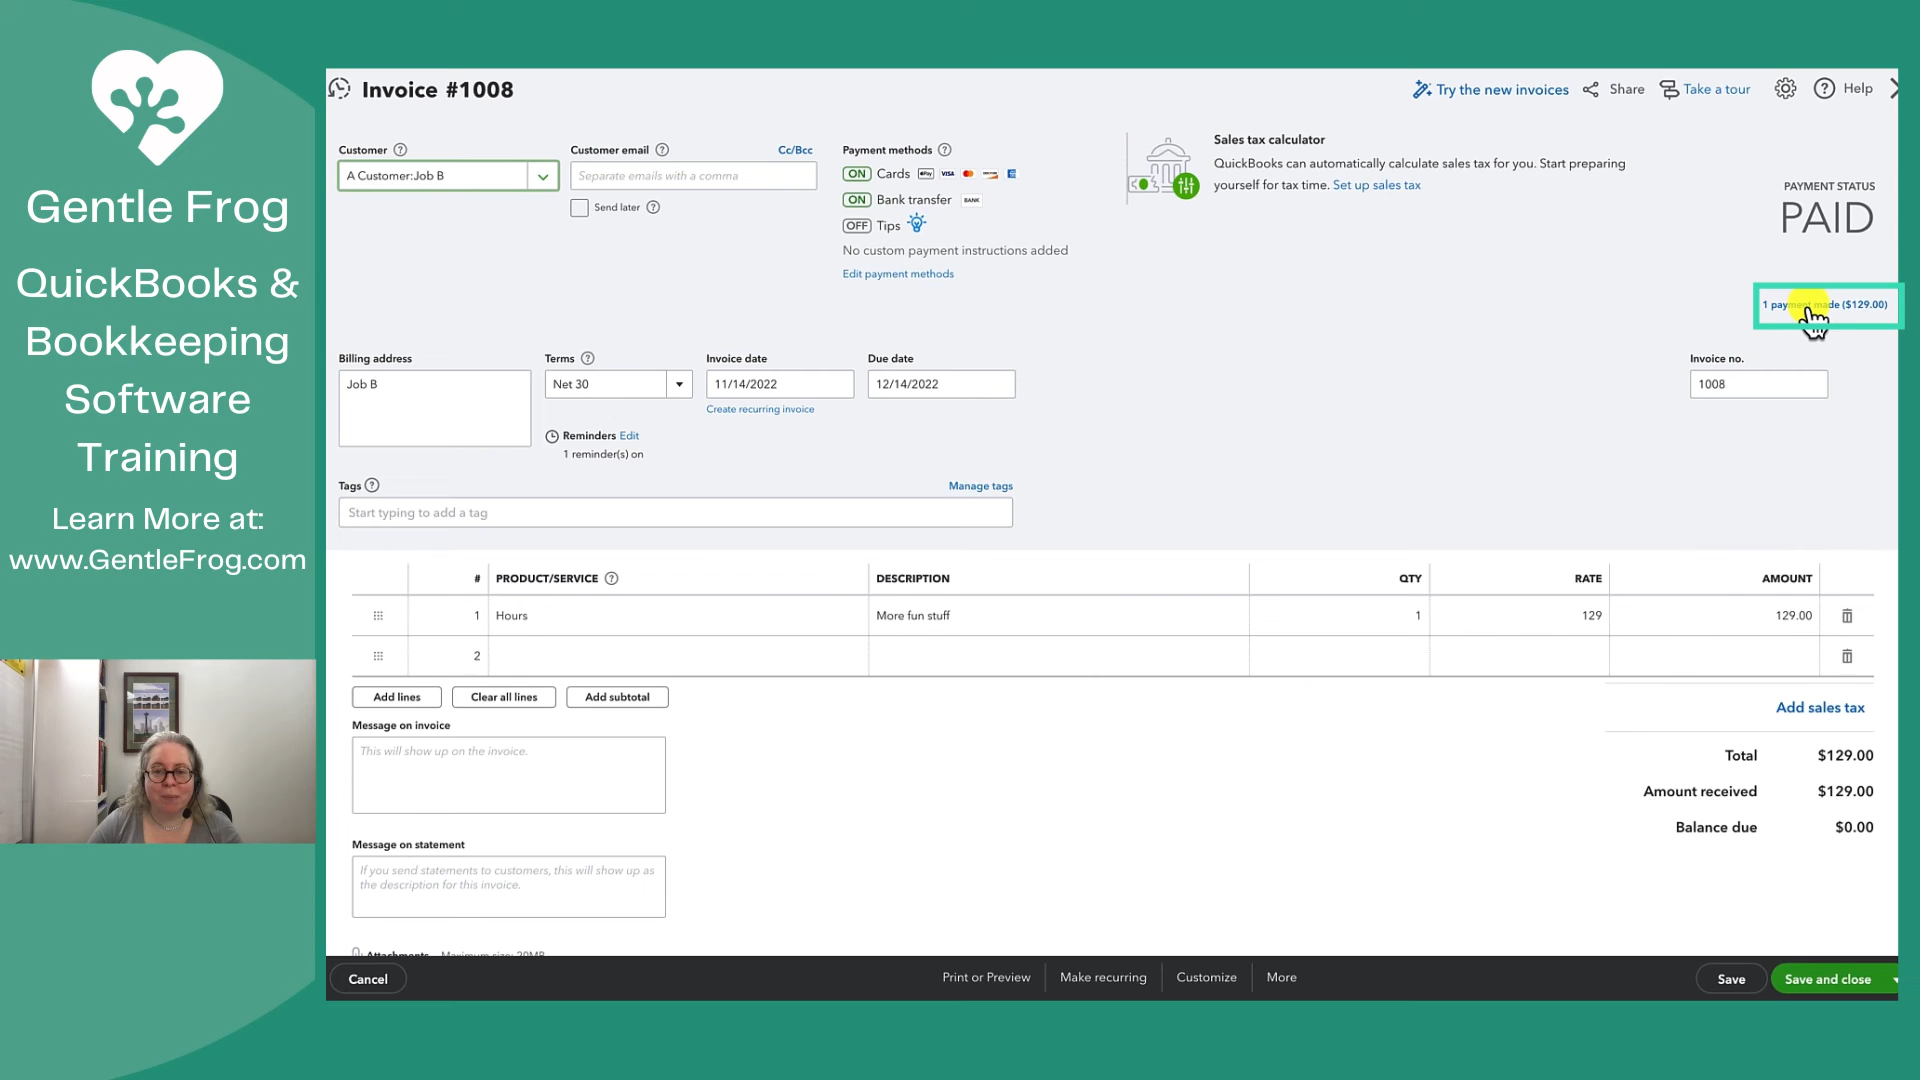 Gentle Frog
QuickBooks &
Bookkeeping
Software
Training
Learn More at:
www.GentleFrog.com
Invoice #1008
Try the new invoices
Share
Take a tour
Help
Customer
Customer email
Cc/Bcc
A Customer:Job B
Separate emails with a comma
Send later
Payment methods
ON Cards Pay VISA
ON Bank transfer BANK
OFF Tips
No custom payment instructions added
Edit payment methods
Sales tax calculator
QuickBooks can automatically calculate sales tax for you. Start preparing
yourself for tax time. Set up sales tax
PAYMENT STATUS
PAID
1 payment made ($129.00)
Billing address
Job B
Terms
Net 30
Invoice date
11/14/2022
Create recurring invoice
Due date
12/14/2022
Invoice no.
1008
Reminders Edit
1 reminder(s) on
Tags
Manage tags
Start typing to add a tag
# PRODUCT/SERVICE DESCRIPTION QTY RATE AMOUNT
1 Hours More fun stuff 1 129 129.00
2
Add lines
Clear all lines
Add subtotal
Message on invoice
This will show up on the invoice.
Message on statement
If you send statements to customers, this will show up as
the description for this invoice.
Add sales tax
Total $129.00
Amount received $129.00
Balance due $0.00
Attachments Maximum size: 20MB
Cancel
Print or Preview
Make recurring
Customize
More
Save
Save and close